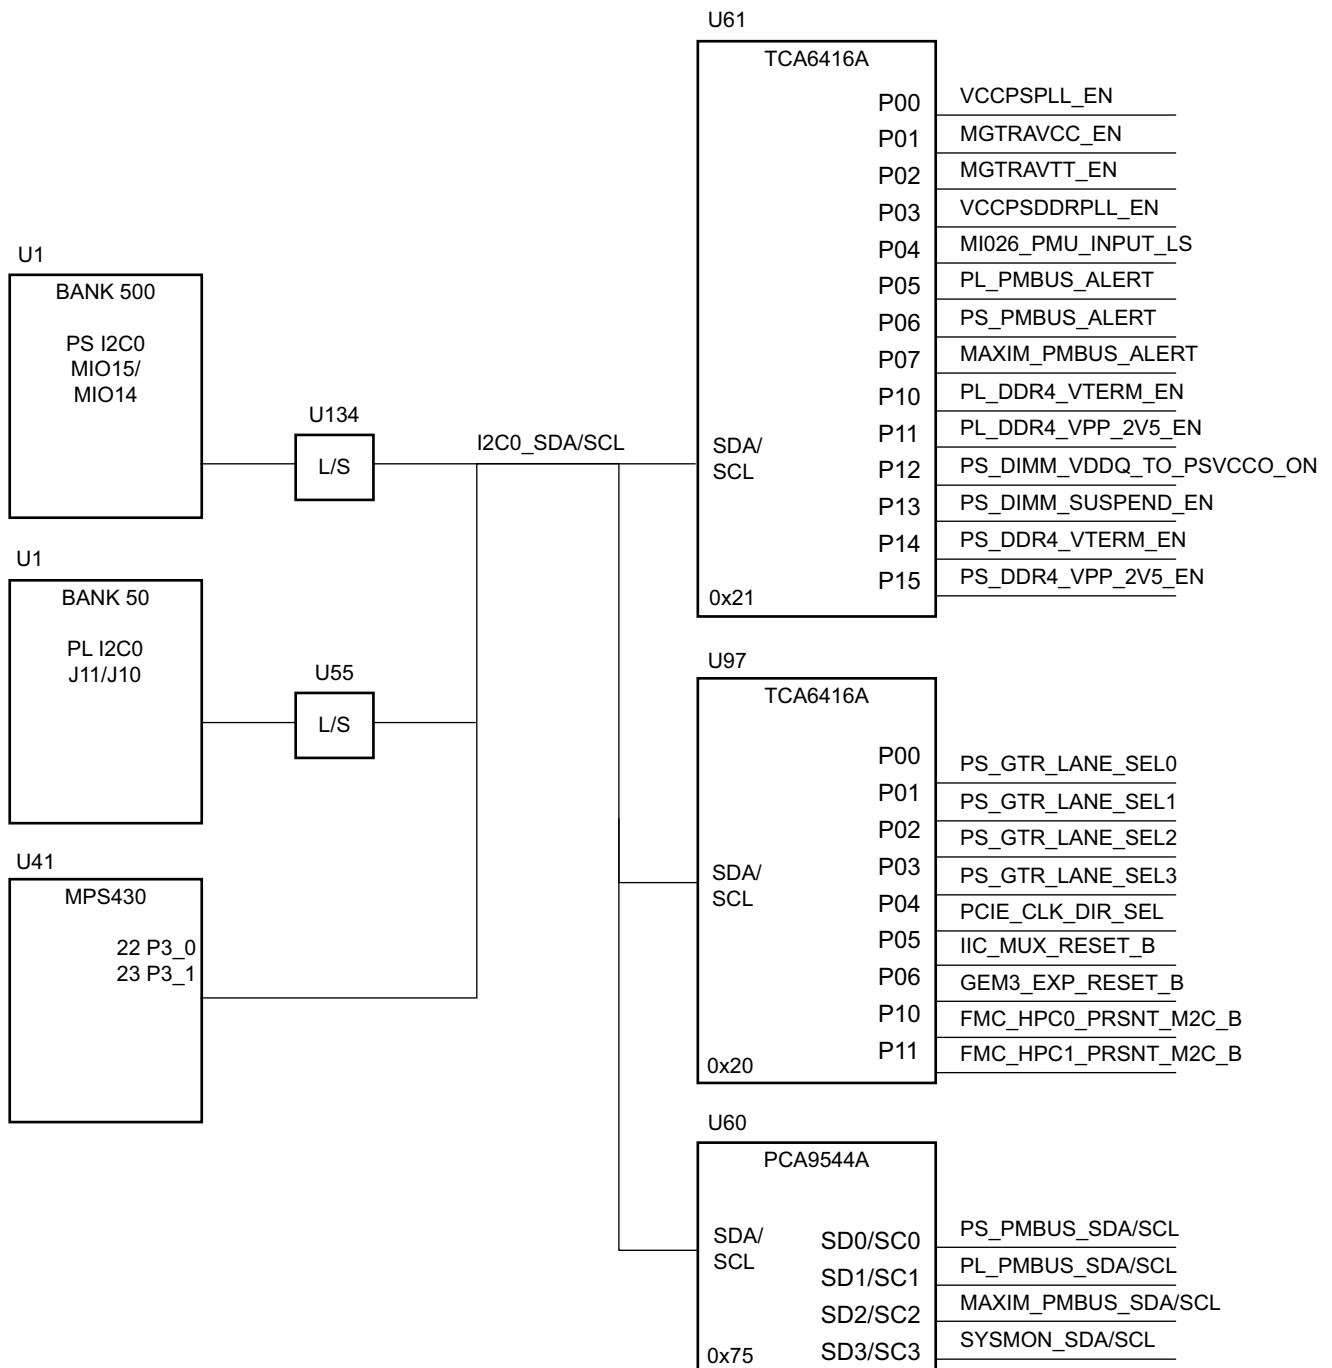 U61
TCA6416A
P00 VCCPSPLL_EN
P01 MGTRAVCC_EN
P02 MGTRAVTT_EN
P03 VCCPSDDRPLL_EN
P04 MI026_PMU_INPUT_LS
P05 PL_PMBUS_ALERT
P06 PS_PMBUS_ALERT
P07 MAXIM_PMBUS_ALERT
P10 PL_DDR4_VTERM_EN
P11 PL_DDR4_VPP_2V5_EN
P12 PS_DIMM_VDDQ_TO_PSVCCO_ON
P13 PS_DIMM_SUSPEND_EN
P14 PS_DDR4_VTERM_EN
P15 PS_DDR4_VPP_2V5_EN
SDA/
SCL
0x21
U1
BANK 500
PS I2C0
MIO15/
MIO14
U134
L/S
I2C0_SDA/SCL
U1
BANK 50
PL I2C0
J11/J10
U55
L/S
U41
MPS430
22 P3_0
23 P3_1
U97
TCA6416A
P00 PS_GTR_LANE_SEL0
P01 PS_GTR_LANE_SEL1
P02 PS_GTR_LANE_SEL2
P03 PS_GTR_LANE_SEL3
P04 PCIE_CLK_DIR_SEL
P05 IIC_MUX_RESET_B
P06 GEM3_EXP_RESET_B
P10 FMC_HPC0_PRSNT_M2C_B
P11 FMC_HPC1_PRSNT_M2C_B
SDA/
SCL
0x20
U60
PCA9544A
SDA/
SCL
SD0/SC0 PS_PMBUS_SDA/SCL
SD1/SC1 PL_PMBUS_SDA/SCL
SD2/SC2 MAXIM_PMBUS_SDA/SCL
SD3/SC3 SYSMON_SDA/SCL
0x75